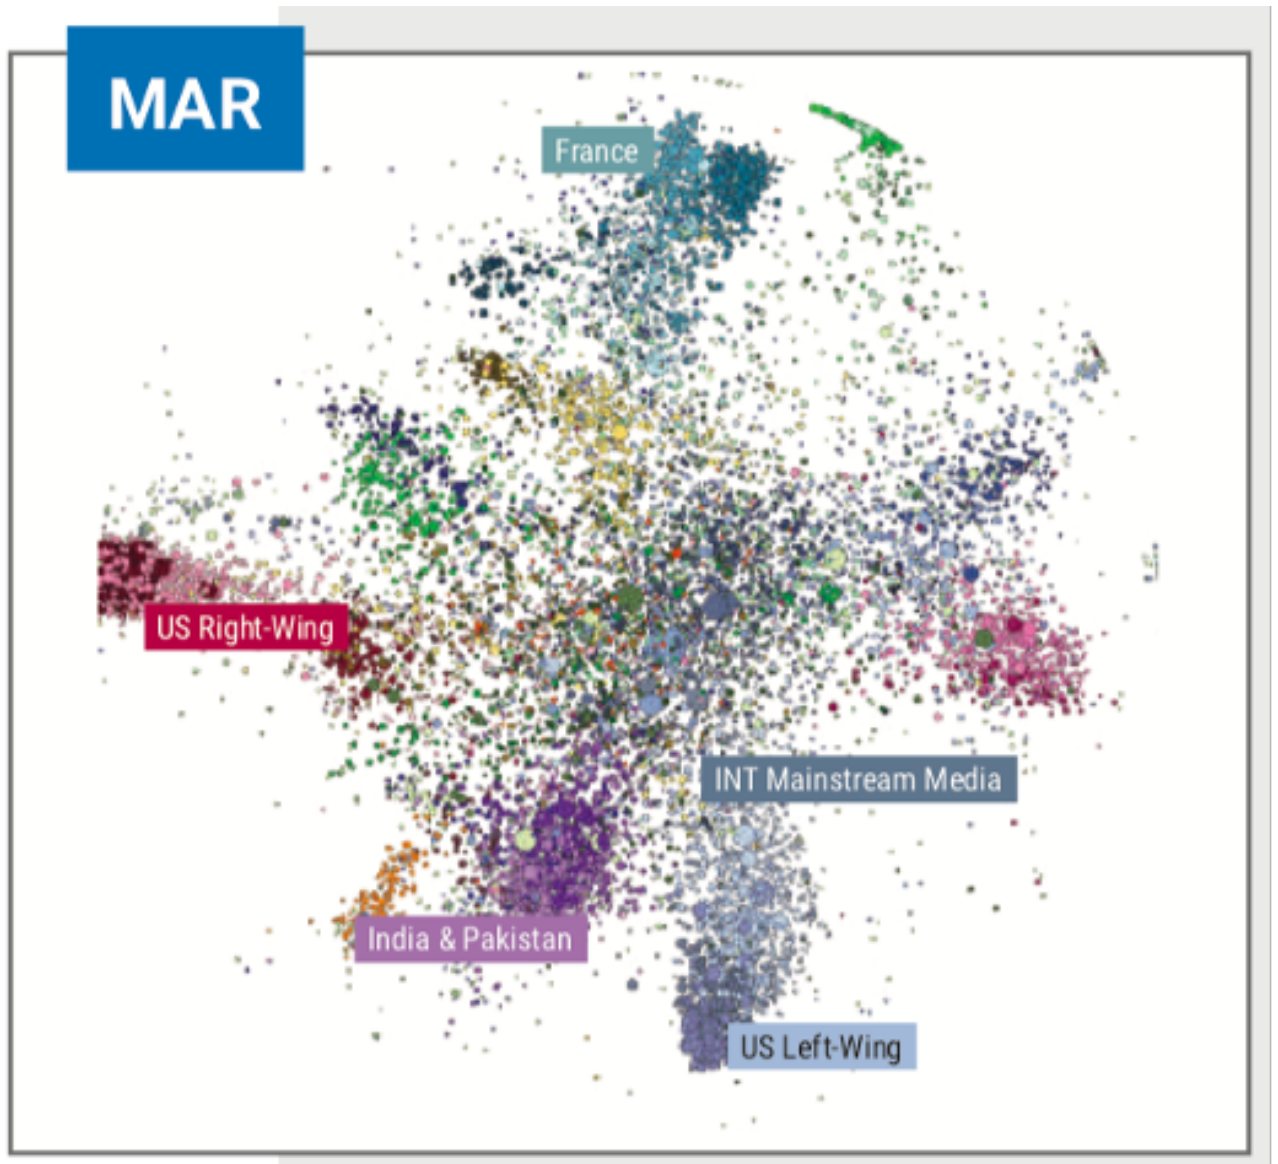 MAR
France
US Right-Wing
INT Mainstream Media
India & Pakistan
US Left-Wing